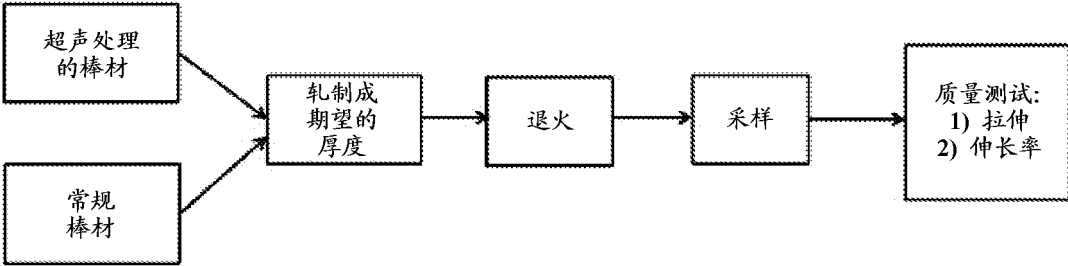 超声处理
的棒材
常规
棒材
轧制成
期望的
厚度
退火
采样
质量测试:
1) 拉伸
2) 伸长率